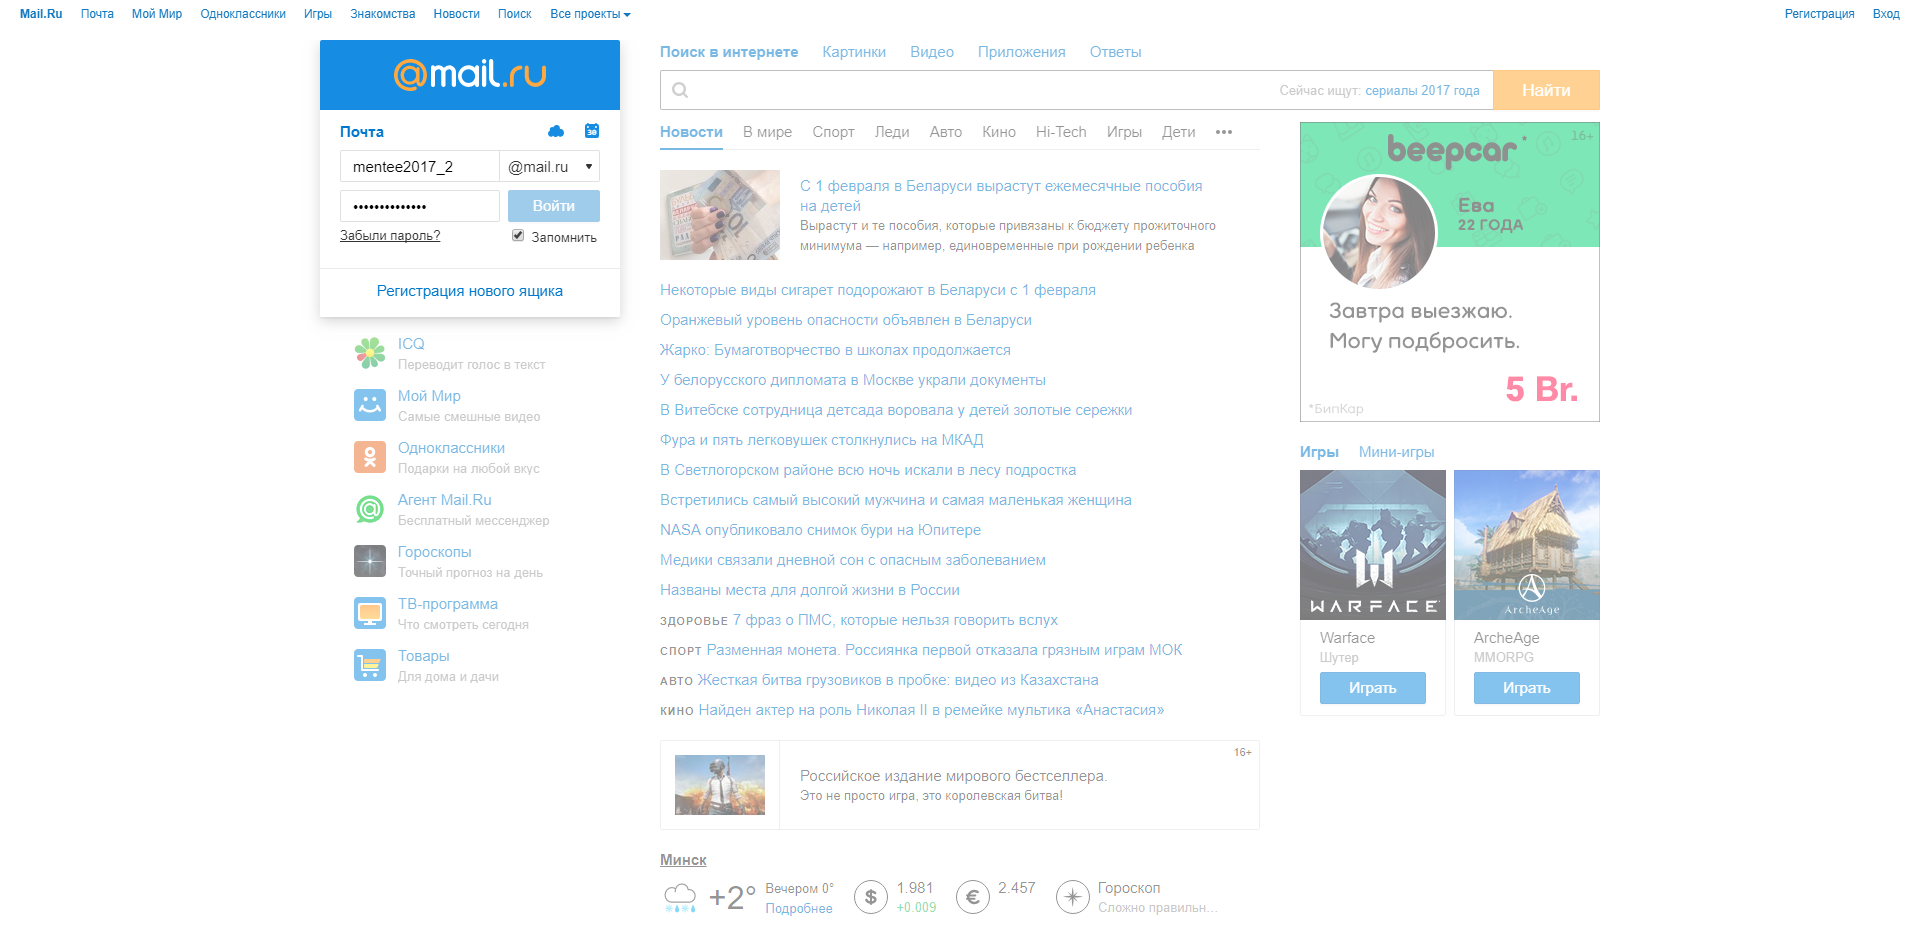 Mail.Ru Почта Мой Мир Одноклассники Игры Знакомства Новости Поиск Все проекты Регистрация Вход
@mail.ru
Почта
30
mentee2017_2 @mail.ru
•••••••••••••• Войти
Забыли пароль? Запомнить
Регистрация нового ящика
ICQ
Переводит голос в текст
Мой Мир
Самые смешные видео
Одноклассники
Подарки на любой вкус
Агент Mail.Ru
Бесплатный мессенджер
Гороскопы
Точный прогноз на день
ТВ-программа
Что смотреть сегодня
Товары
Для дома и дачи
Поиск в интернете Картинки Видео Приложения Ответы
Сейчас ищут: сериалы 2017 года Найти
Новости В мире Спорт Леди Авто Кино Hi-Tech Игры Дети •••
С 1 февраля в Беларуси вырастут ежемесячные пособия
на детей
Вырастут и те пособия, которые привязаны к бюджету прожиточного
минимума — например, единовременные при рождении ребенка
Некоторые виды сигарет подорожают в Беларуси с 1 февраля
Оранжевый уровень опасности объявлен в Беларуси
Жарко: Бумаготворчество в школах продолжается
У белорусского дипломата в Москве украли документы
В Витебске сотрудница детсада воровала у детей золотые сережки
Фура и пять легковушек столкнулись на МКАД
В Светлогорском районе всю ночь искали в лесу подростка
Встретились самый высокий мужчина и самая маленькая женщина
NASA опубликовало снимок бури на Юпитере
Медики связали дневной сон с опасным заболеванием
Названы места для долгой жизни в России
ЗДОРОВЬЕ 7 фраз о ПМС, которые нельзя говорить вслух
СПОРТ Разменная монета. Россиянка первой отказала грязным играм МОК
АВТО Жесткая битва грузовиков в пробке: видео из Казахстана
КИНО Найден актер на роль Николая II в ремейке мультика «Анастасия»
16+
Российское издание мирового бестселлера.
Это не просто игра, это королевская битва!
Минск
+2° Вечером 0°
Подробнее
$ 1.981
+0.009
€ 2.457
Гороскоп
Сложно правильн...
16+
beepcar*
Ева
22 ГОДА
Завтра выезжаю.
Могу подбросить.
5 Br.
*БипКар
Игры Мини-игры
WARFACE
ArcheAge
Warface
Шутер
Играть
ArcheAge
MMORPG
Играть